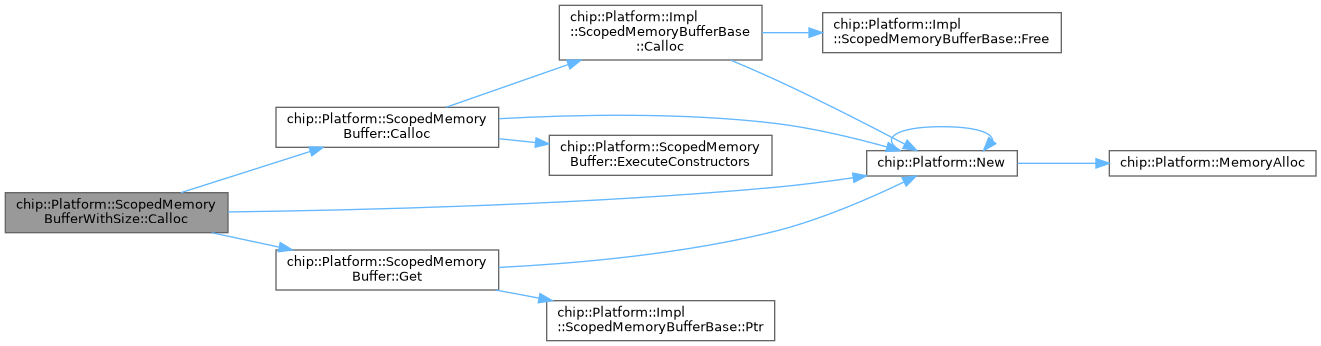 chip::Platform::Impl
::ScopedMemoryBufferBase
::Calloc
chip::Platform::Impl
::ScopedMemoryBufferBase::Free
chip::Platform::ScopedMemory
Buffer::Calloc
chip::Platform::ScopedMemory
Buffer::ExecuteConstructors
chip::Platform::New
chip::Platform::MemoryAlloc
chip::Platform::ScopedMemory
BufferWithSize::Calloc
chip::Platform::ScopedMemory
Buffer::Get
chip::Platform::Impl
::ScopedMemoryBufferBase::Ptr